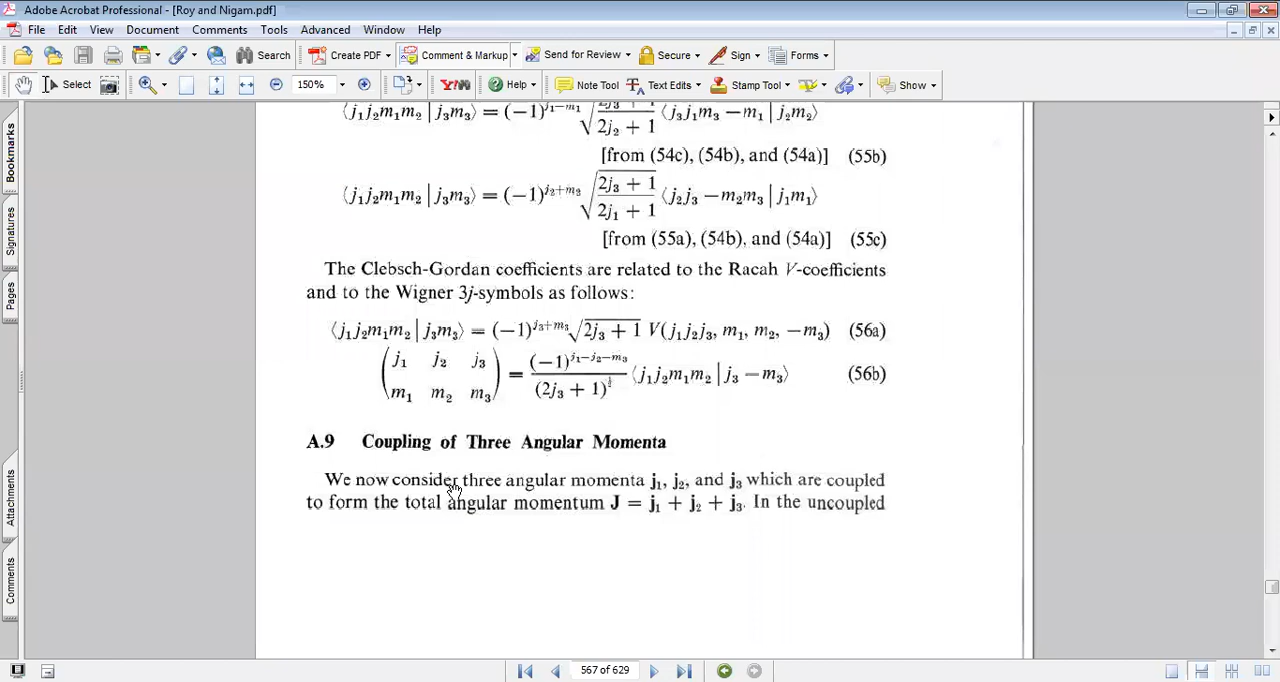 Adobe Acrobat Professional - [Roy and Nigam.pdf]
File Edit View Document Comments Tools Advanced Window Help
Search Create PDF Comment & Markup Send for Review Secure Sign Forms
Select 150% Y! Help Note Tool Text Edits Stamp Tool Show
⟨j₁j₂m₁m₂ | j₃m₃⟩ = (−1)^{j₁−m₁} √((2j₃ + 1)/(2j₂ + 1)) ⟨j₃j₁m₃ − m₁ | j₂m₂⟩
[from (54c), (54b), and (54a)] (55b)
⟨j₁j₂m₁m₂ | j₃m₃⟩ = (−1)^{j₂+m₂} √((2j₃ + 1)/(2j₁ + 1)) ⟨j₂j₃ − m₂m₃ | j₁m₁⟩
[from (55a), (54b), and (54a)] (55c)
The Clebsch-Gordan coefficients are related to the Racah V-coefficients
and to the Wigner 3j-symbols as follows:
⟨j₁j₂m₁m₂ | j₃m₃⟩ = (−1)^{j₃+m₃} √(2j₃ + 1) V(j₁j₂j₃, m₁, m₂, −m₃) (56a)
(j₁ j₂ j₃ / m₁ m₂ m₃) = (−1)^{j₁−j₂−m₃}/(2j₃ + 1)^{½} ⟨j₁j₂m₁m₂ | j₃ −m₃⟩ (56b)
A.9 Coupling of Three Angular Momenta
We now consider three angular momenta j₁, j₂, and j₃ which are coupled
to form the total angular momentum J = j₁ + j₂ + j₃. In the uncoupled
Bookmarks
Signatures
Pages
Attachments
Comments
567 of 629